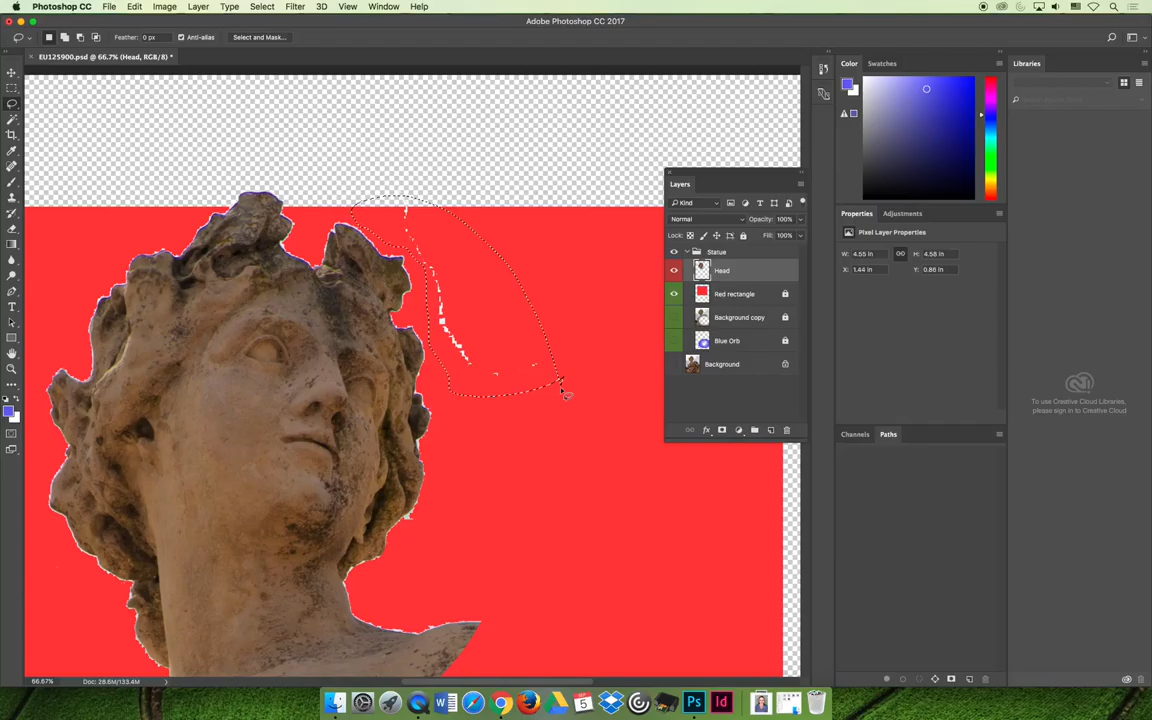 Photoshop CC File Edit Image Layer Type Select Filter 3D View Window Help
Adobe Photoshop CC 2017
Feather: 0 px Anti-alias Select and Mask...
EU125900.psd @ 66.7% (Head, RGB/8) *
Color Swatches
Libraries
Layers
Kind
Normal Opacity: 100%
Lock: Fill: 100%
Statue
Head
Red rectangle
Background copy
Blue Orb
Background
Properties Adjustments
Pixel Layer Properties
W: 4.55 in H: 4.58 in
X: 1.44 in Y: 0.86 in
To use Creative Cloud Libraries,
please sign in to Creative Cloud
Channels Paths
66.67% Doc: 28.6M/133.4M
SEP
5
W
Ps
Id